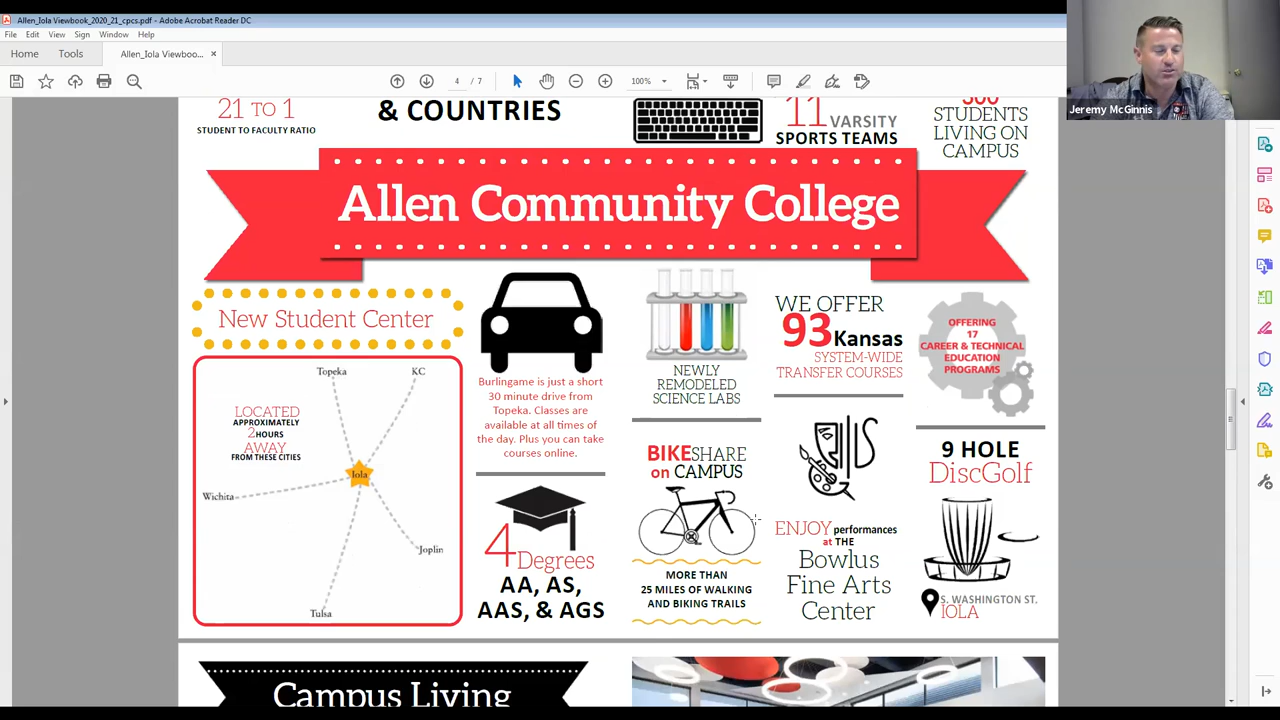 Allen_Iola Viewbook_2020_21_cpcs.pdf - Adobe Acrobat Reader DC
File Edit View Sign Window Help
Home Tools Allen_Iola Viewboo... ×
4 / 7 100%
Jeremy McGinnis
21 TO 1
STUDENT TO FACULTY RATIO
& COUNTRIES
11 VARSITY
SPORTS TEAMS
300
STUDENTS
LIVING ON
CAMPUS
Allen Community College
New Student Center
Topeka KC
LOCATED
APPROXIMATELY
2 HOURS
AWAY
FROM THESE CITIES
Iola
Wichita
Joplin
Tulsa
Burlingame is just a short
30 minute drive from
Topeka. Classes are
available at all times of
the day. Plus you can take
courses online.
4 Degrees
AA, AS,
AAS, & AGS
NEWLY
REMODELED
SCIENCE LABS
BIKESHARE
on CAMPUS
MORE THAN
25 MILES OF WALKING
AND BIKING TRAILS
WE OFFER
93 Kansas
SYSTEM-WIDE
TRANSFER COURSES
ENJOY performances
at THE
Bowlus
Fine Arts
Center
OFFERING
17
CAREER & TECHNICAL
EDUCATION
PROGRAMS
9 HOLE
DiscGolf
S. WASHINGTON ST.
IOLA
Campus Living